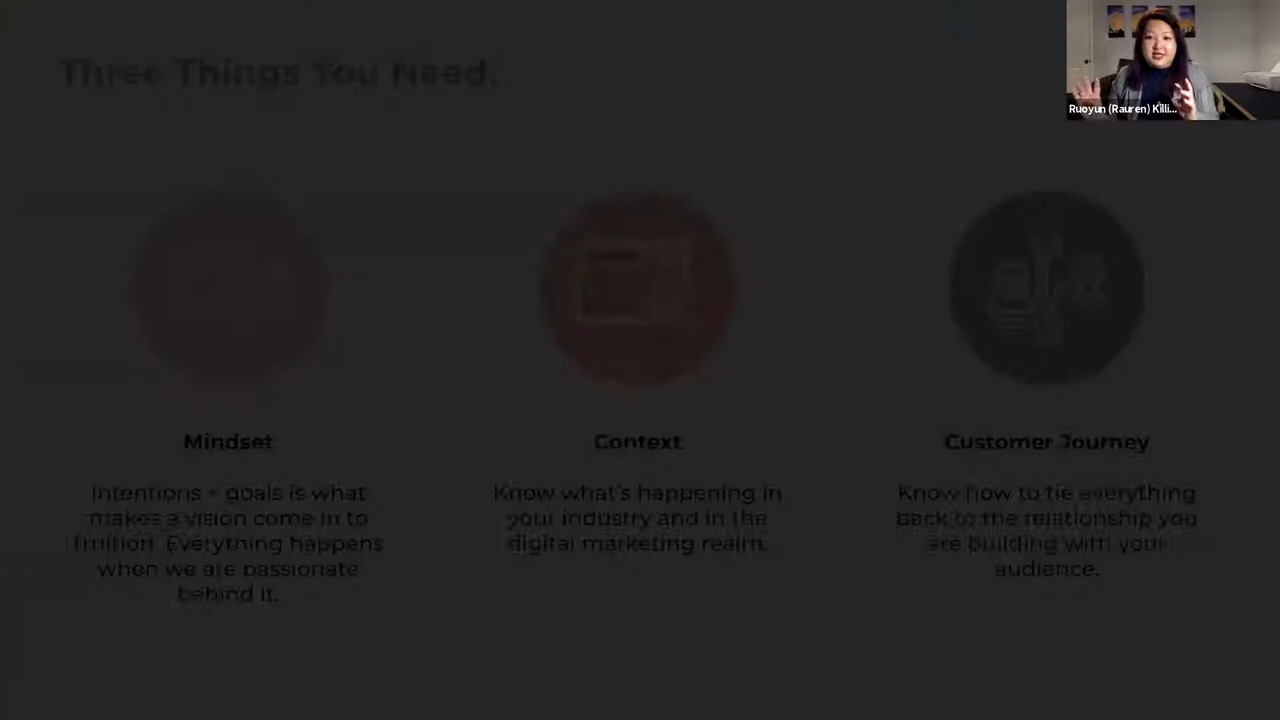 Three Things You Need.
Ruoyun (Rauren) Killi...
Mindset
Intentions + goals is what
makes a vision come in to
fruition. Everything happens
when we are passionate
behind it.
Context
Know what's happening in
your industry and in the
digital marketing realm.
Customer Journey
Know how to tie everything
back to the relationship you
are building with your
audience.